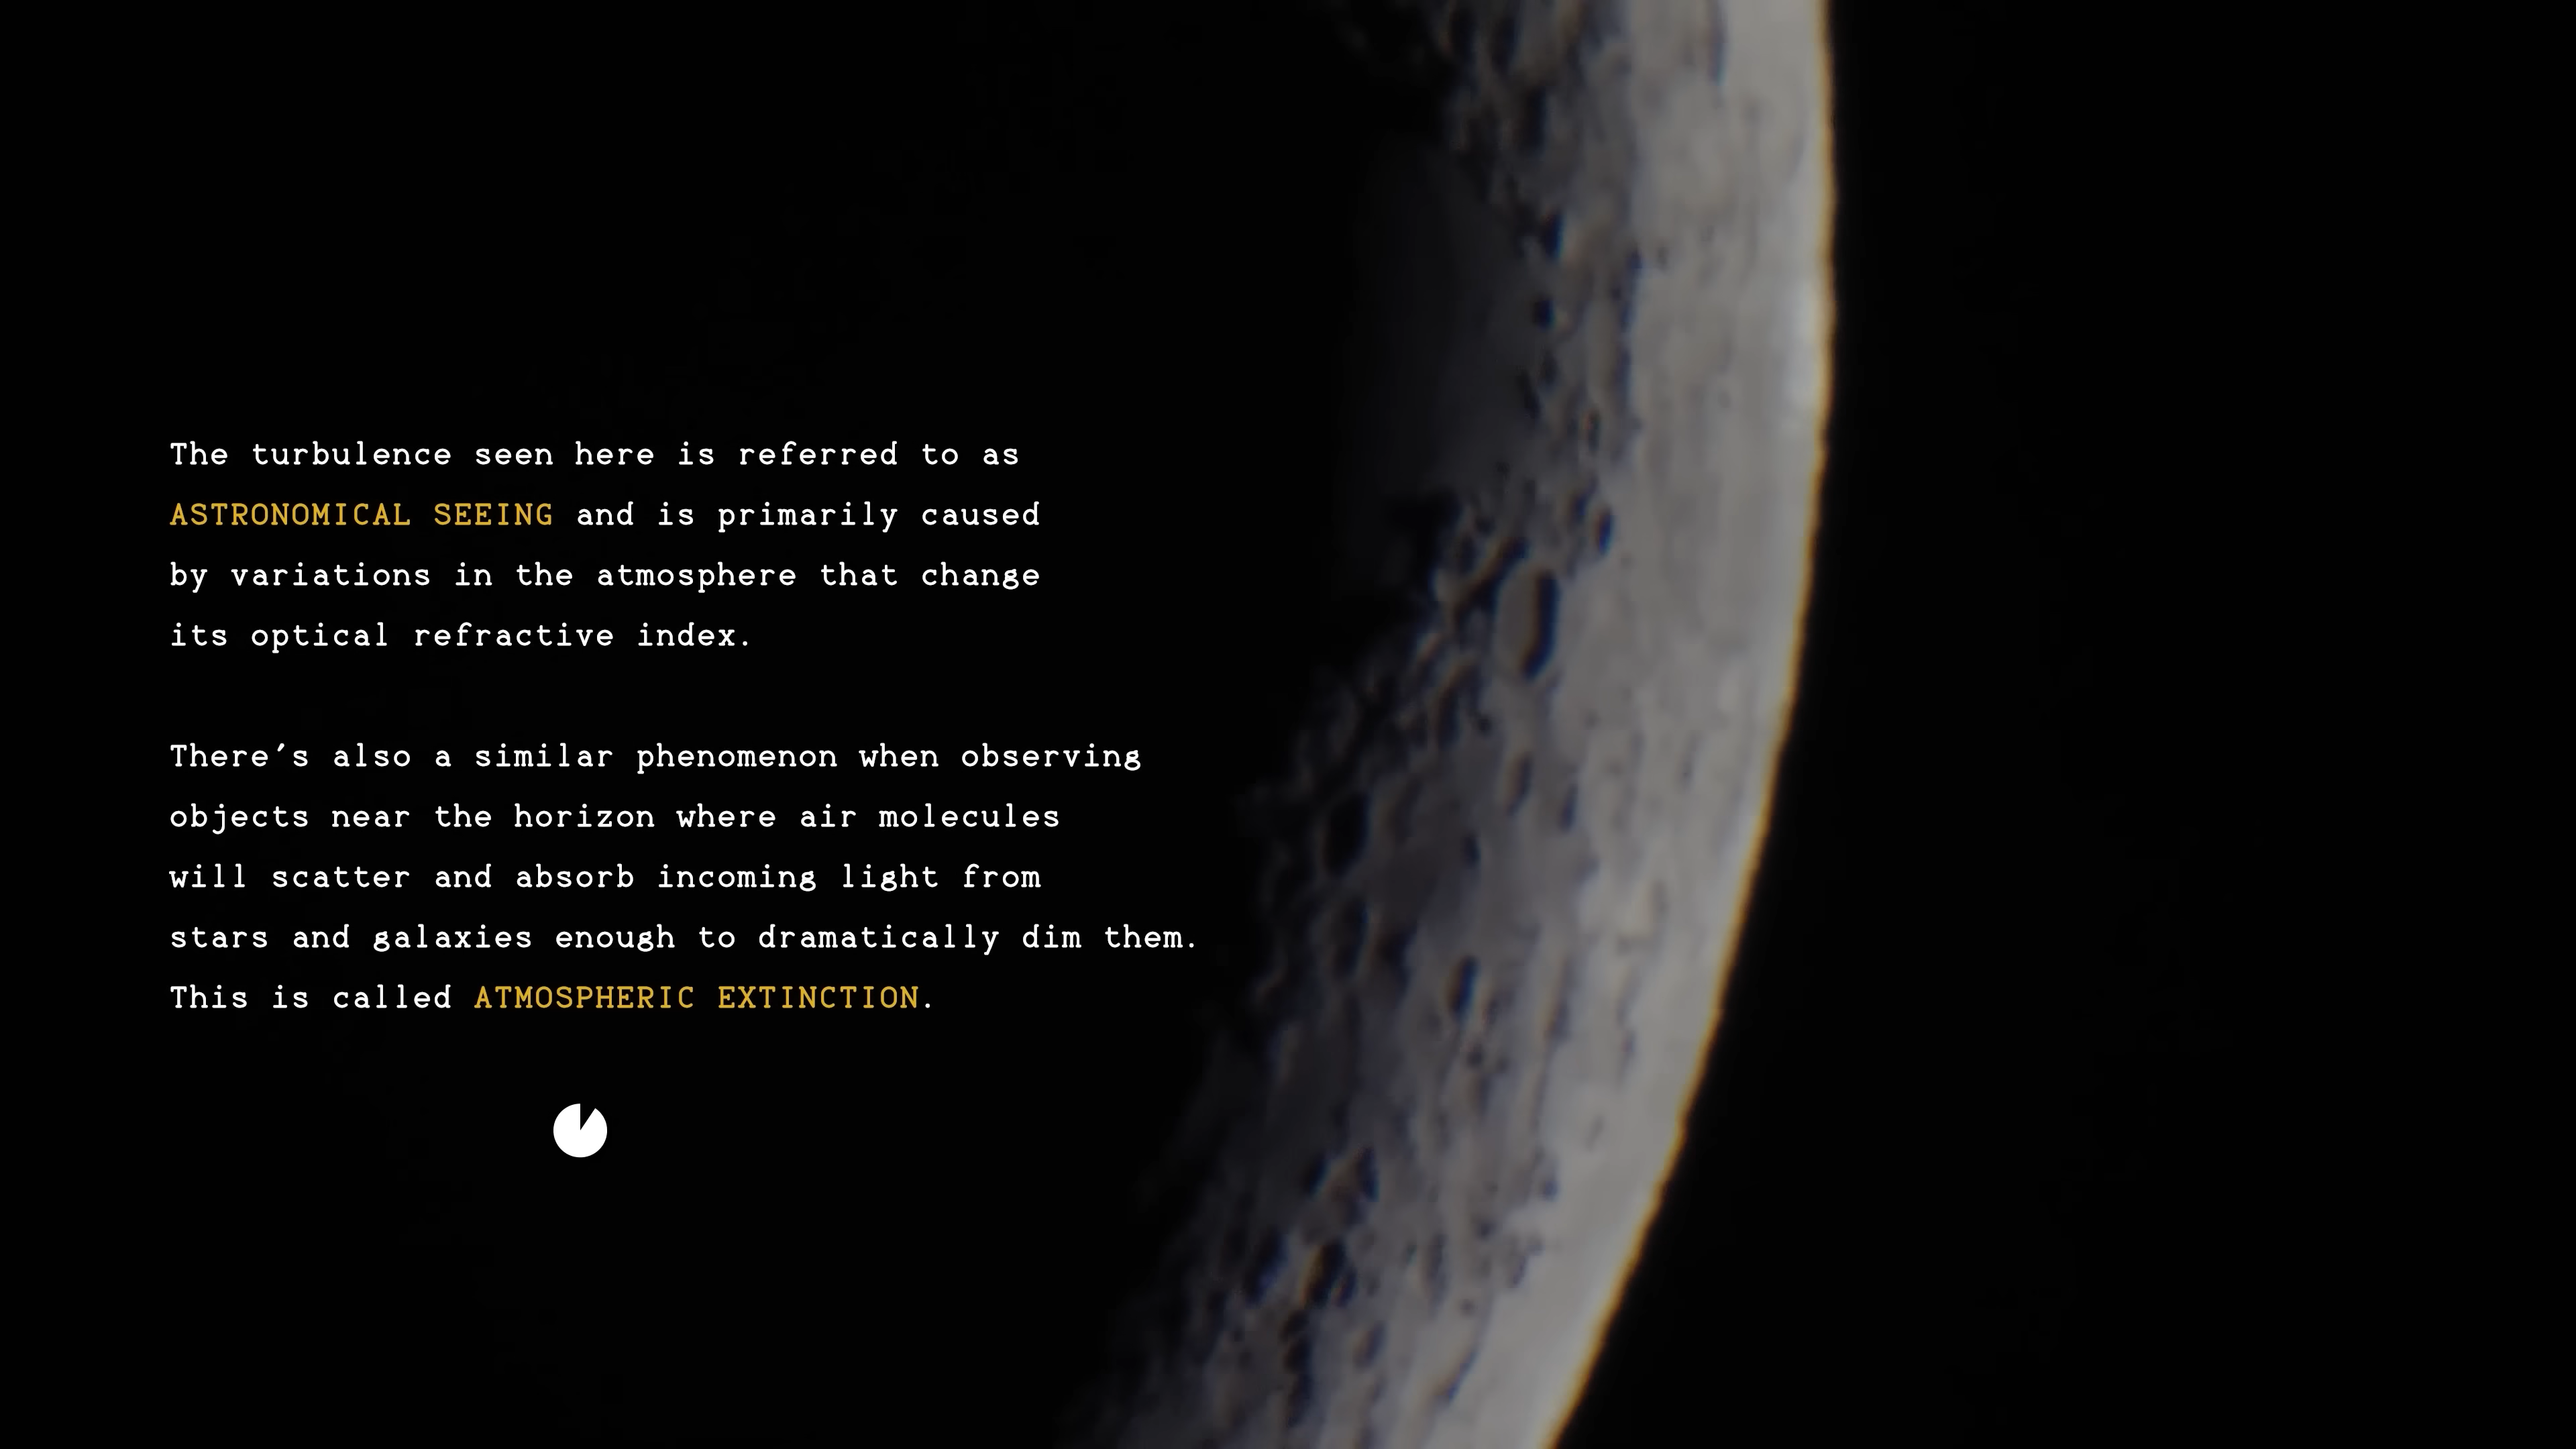 The turbulence seen here is referred to as
ASTRONOMICAL SEEING and is primarily caused
by variations in the atmosphere that change
its optical refractive index.
There's also a similar phenomenon when observing
objects near the horizon where air molecules
will scatter and absorb incoming light from
stars and galaxies enough to dramatically dim them.
This is called ATMOSPHERIC EXTINCTION.